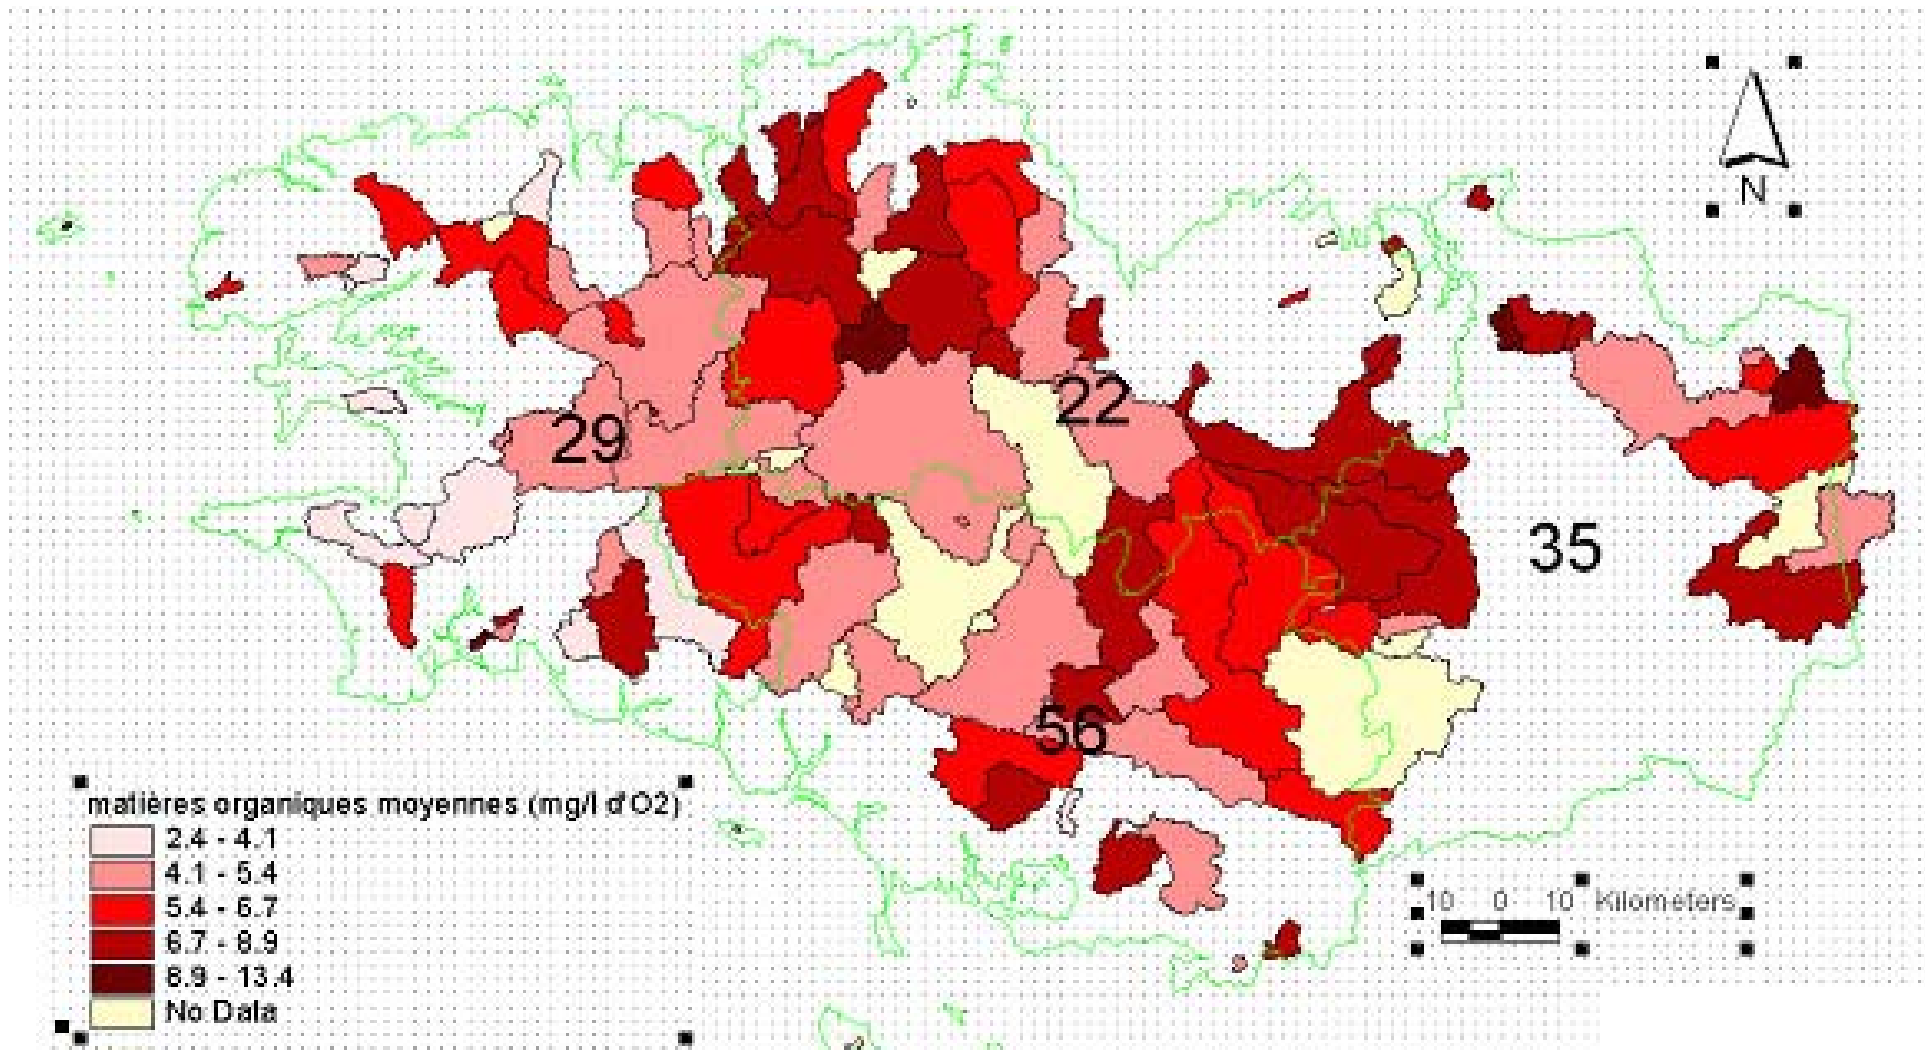 N
22
29
35
56
matières organiques moyennes (mg/l d'O2)
2.4 - 4.1
4.1 - 5.4
5.4 - 6.7
6.7 - 8.9
8.9 - 13.4
No Data
10 0 10 Kilometers